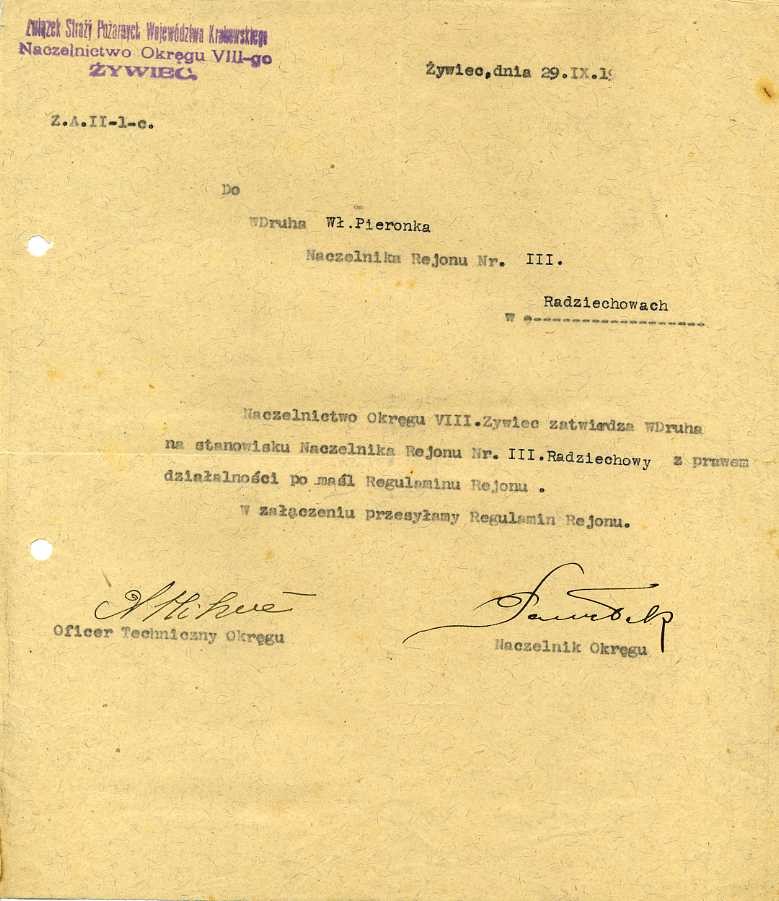 Związek Straży Pożarnych Województwa Krakowskiego
Naczelnictwo Okręgu VIII-go
ŻYWIEC.
Żywiec,dnia 29.IX.19
Z.A.II-1-c.
Do
WDruha Wł.Pieronka
Naczelnika Rejonu Nr. III.
Radziechowach
w
Naczelnictwo Okręgu VIII.Zywiec zatwierdza wDruha
na stanowisku Naczelnika Rejonu Nr. III.Radziechowy z prawem
działalności po maśl Regulaminu Rejonu .
W załączeniu przesyłamy Regulamin Rejonu.
Oficer Techniczny Okręgu
Naczelnik Okręgu